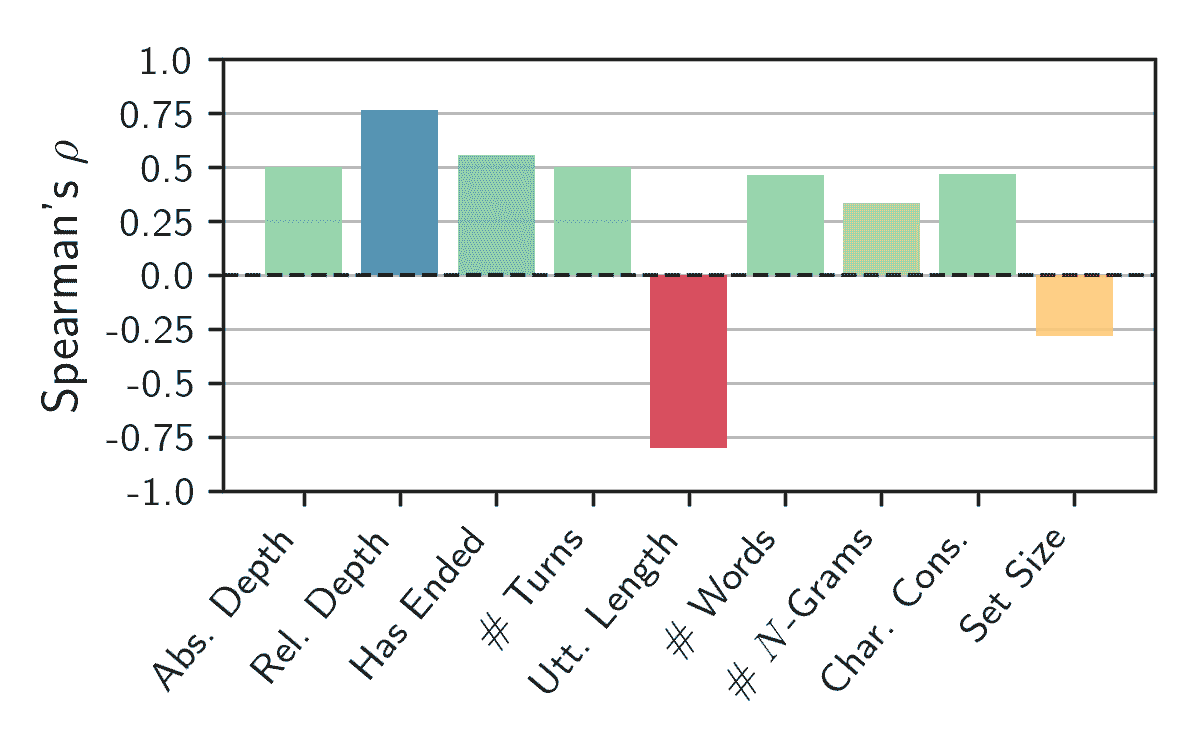 Spearman's ρ
1.0
0.75
0.5
0.25
0.0
-0.25
-0.5
-0.75
-1.0
Abs. Depth
Rel. Depth
Has Ended
# Turns
Utt. Length
# Words
# N-Grams
Char. Cons.
Set Size